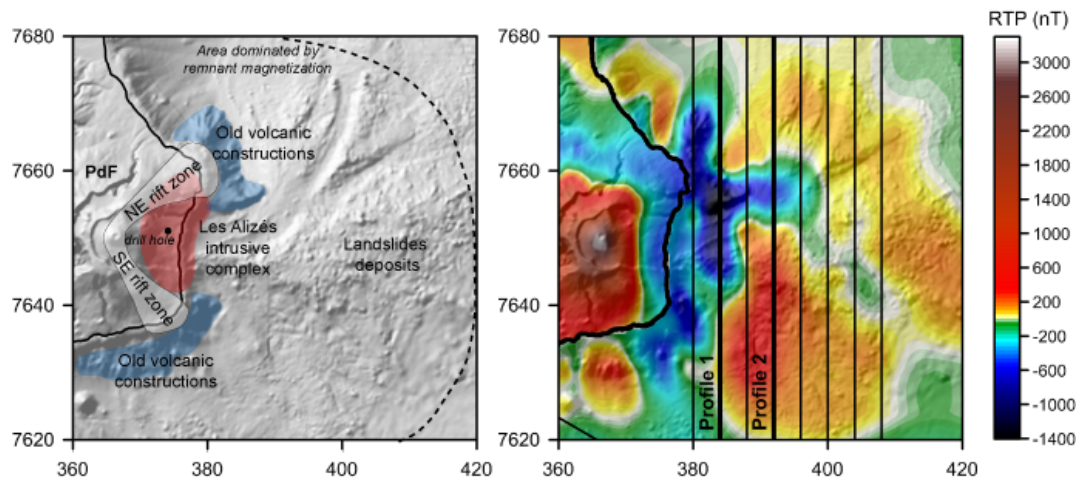 RTP (nT)
7680
7660
7640
7620
360
380
400
420
Area dominated by
remnant magnetization
Old volcanic
constructions
PdF
NE rift zone
drill hole
Les Alizés
intrusive
complex
SE rift zone
Landslides
deposits
Old volcanic
constructions
7680
7660
7640
7620
360
380
400
420
Profile 1
Profile 2
3000
2600
2200
1800
1400
1000
600
200
-200
-600
-1000
-1400